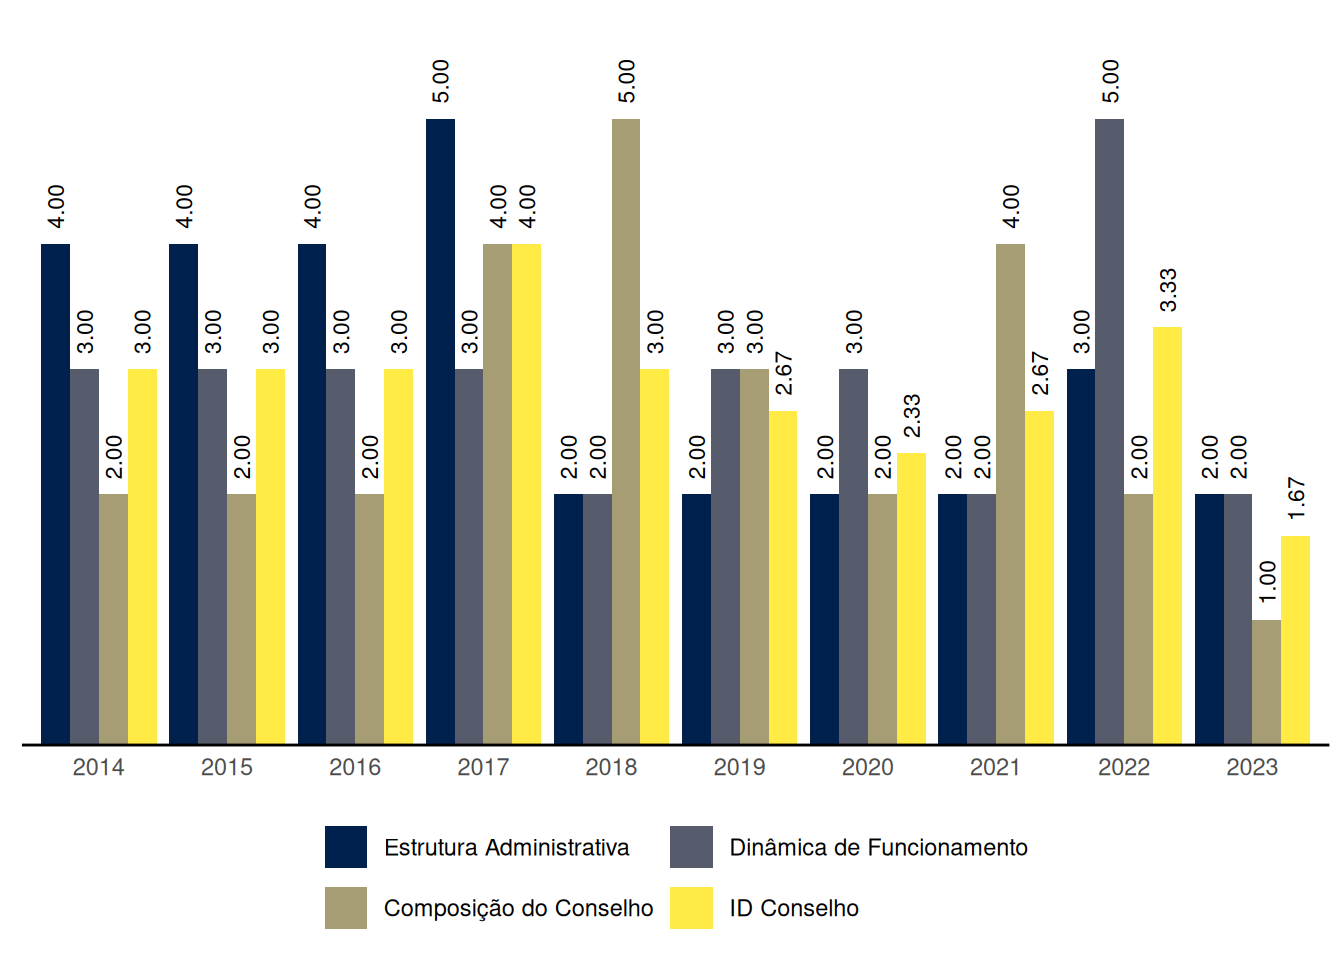 5.00 5.00 5.00
4.00 4.00 4.00 4.00 4.00 4.00
3.33
3.00 3.00 3.00 3.00 3.00 3.00 3.00 3.00 3.00 3.00 3.00 3.00
2.67 2.67
2.33
2.00 2.00 2.00 2.00 2.00 2.00 2.00 2.00 2.00 2.00 2.00 2.00 2.00
1.67
1.00
2014 2015 2016 2017 2018 2019 2020 2021 2022 2023
Estrutura Administrativa Dinâmica de Funcionamento
Composição do Conselho ID Conselho